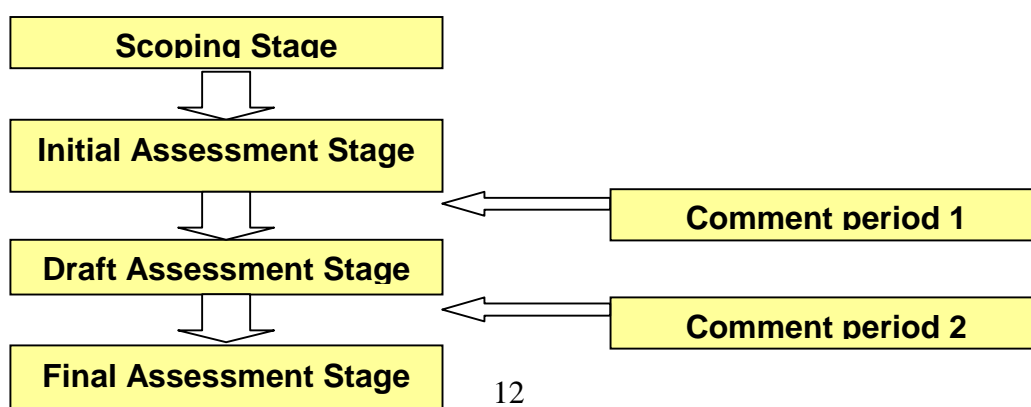 Scoping Stage
Initial Assessment Stage
Comment period 1
Draft Assessment Stage
Comment period 2
Final Assessment Stage
12